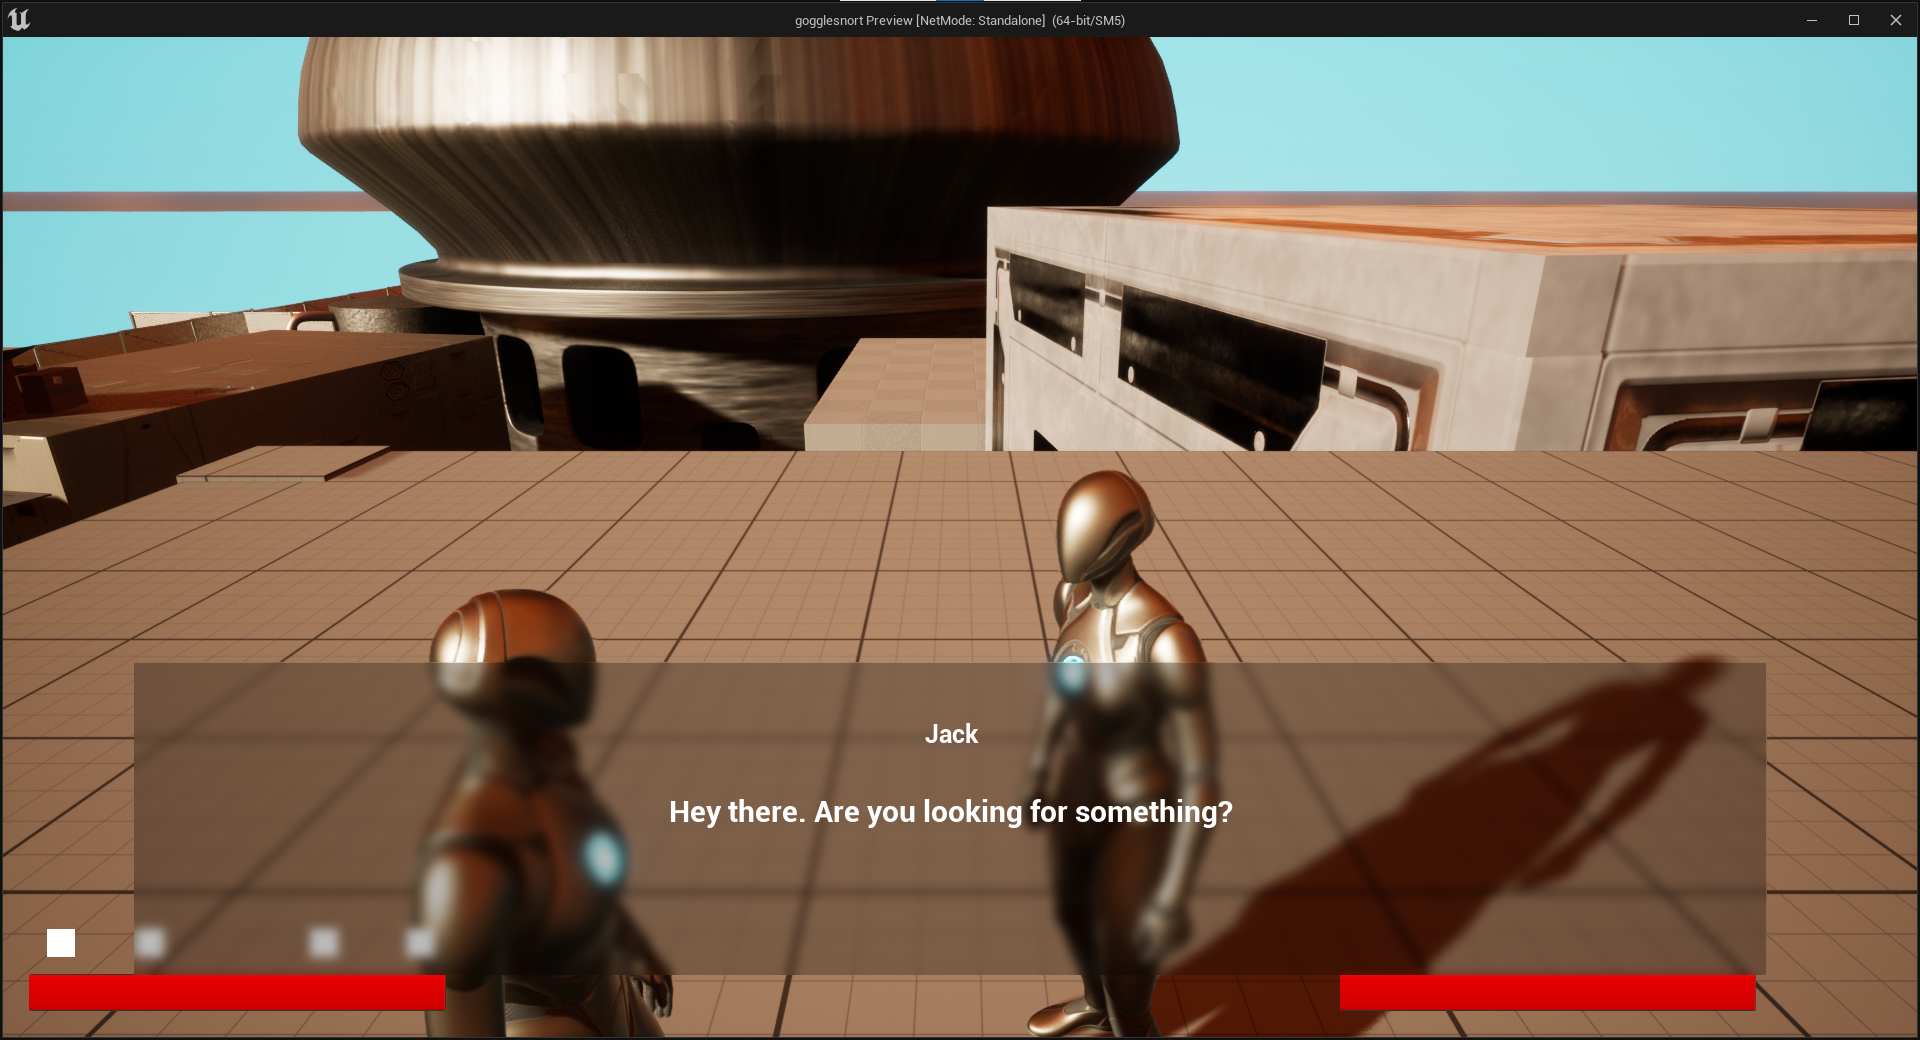 gogglesnort Preview [NetMode: Standalone] (64-bit/SM5)
Jack
Hey there. Are you looking for something?